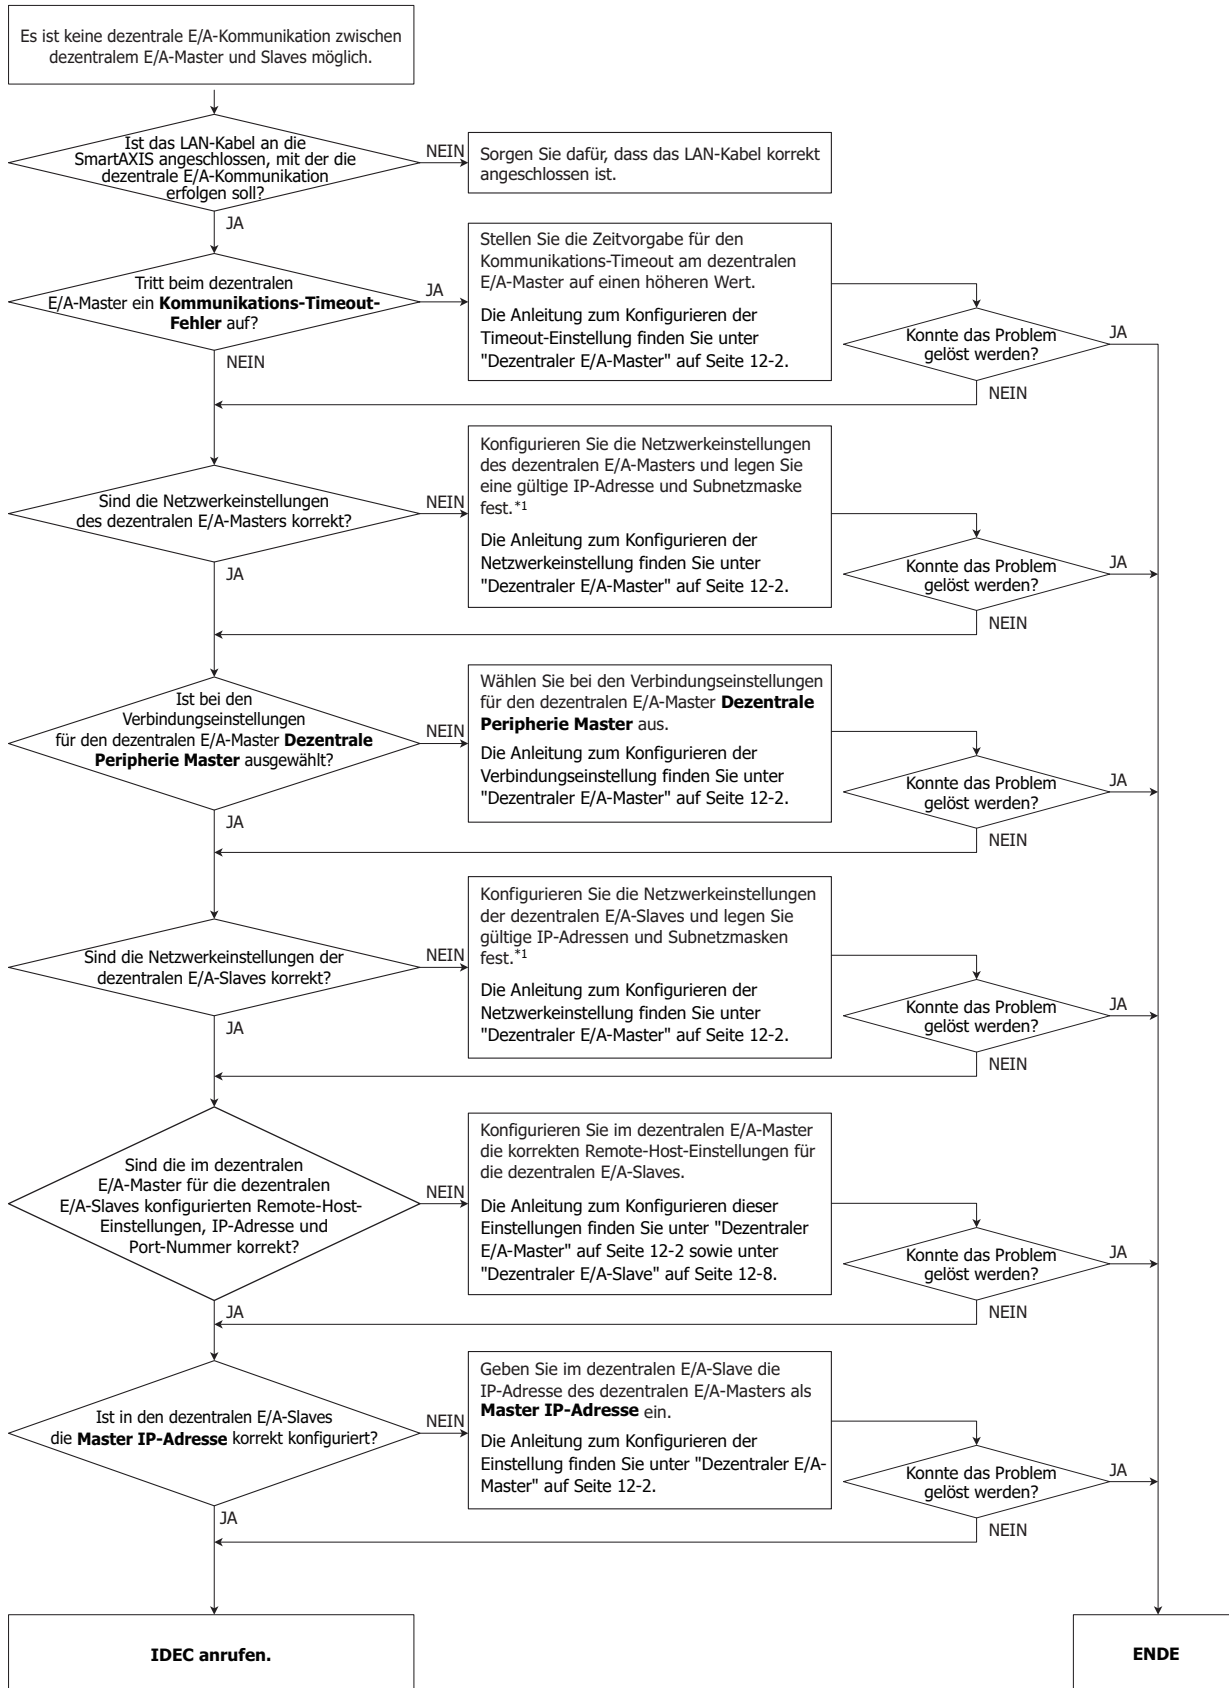 Es ist keine dezentrale E/A-Kommunikation zwischen
dezentralem E/A-Master und Slaves möglich.
Ist das LAN-Kabel an die
SmartAXIS angeschlossen, mit der die
dezentrale E/A-Kommunikation
erfolgen soll?
NEIN
Sorgen Sie dafür, dass das LAN-Kabel korrekt
angeschlossen ist.
JA
Tritt beim dezentralen
E/A-Master ein Kommunikations-Timeout-
Fehler auf?
JA
Stellen Sie die Zeitvorgabe für den
Kommunikations-Timeout am dezentralen
E/A-Master auf einen höheren Wert.
Die Anleitung zum Konfigurieren der
Timeout-Einstellung finden Sie unter
"Dezentraler E/A-Master" auf Seite 12-2.
Konnte das Problem
gelöst werden?
JA
NEIN
NEIN
Sind die Netzwerkeinstellungen
des dezentralen E/A-Masters korrekt?
NEIN
Konfigurieren Sie die Netzwerkeinstellungen
des dezentralen E/A-Masters und legen Sie
eine gültige IP-Adresse und Subnetzmaske
fest.*1
Die Anleitung zum Konfigurieren der
Netzwerkeinstellung finden Sie unter
"Dezentraler E/A-Master" auf Seite 12-2.
Konnte das Problem
gelöst werden?
JA
NEIN
JA
Ist bei den
Verbindungseinstellungen
für den dezentralen E/A-Master Dezentrale
Peripherie Master ausgewählt?
NEIN
Wählen Sie bei den Verbindungseinstellungen
für den dezentralen E/A-Master Dezentrale
Peripherie Master aus.
Die Anleitung zum Konfigurieren der
Verbindungseinstellung finden Sie unter
"Dezentraler E/A-Master" auf Seite 12-2.
Konnte das Problem
gelöst werden?
JA
NEIN
JA
Sind die Netzwerkeinstellungen der
dezentralen E/A-Slaves korrekt?
NEIN
Konfigurieren Sie die Netzwerkeinstellungen
der dezentralen E/A-Slaves und legen Sie
gültige IP-Adressen und Subnetzmasken
fest.*1
Die Anleitung zum Konfigurieren der
Netzwerkeinstellung finden Sie unter
"Dezentraler E/A-Master" auf Seite 12-2.
Konnte das Problem
gelöst werden?
JA
NEIN
JA
Sind die im dezentralen
E/A-Master für die dezentralen
E/A-Slaves konfigurierten Remote-Host-
Einstellungen, IP-Adresse und
Port-Nummer korrekt?
NEIN
Konfigurieren Sie im dezentralen E/A-Master
die korrekten Remote-Host-Einstellungen für
die dezentralen E/A-Slaves.
Die Anleitung zum Konfigurieren dieser
Einstellungen finden Sie unter "Dezentraler
E/A-Master" auf Seite 12-2 sowie unter
"Dezentraler E/A-Slave" auf Seite 12-8.
Konnte das Problem
gelöst werden?
JA
NEIN
JA
Ist in den dezentralen E/A-Slaves
die Master IP-Adresse korrekt konfiguriert?
NEIN
Geben Sie im dezentralen E/A-Slave die
IP-Adresse des dezentralen E/A-Masters als
Master IP-Adresse ein.
Die Anleitung zum Konfigurieren der
Einstellung finden Sie unter "Dezentraler E/A-
Master" auf Seite 12-2.
Konnte das Problem
gelöst werden?
JA
NEIN
JA
IDEC anrufen.
ENDE